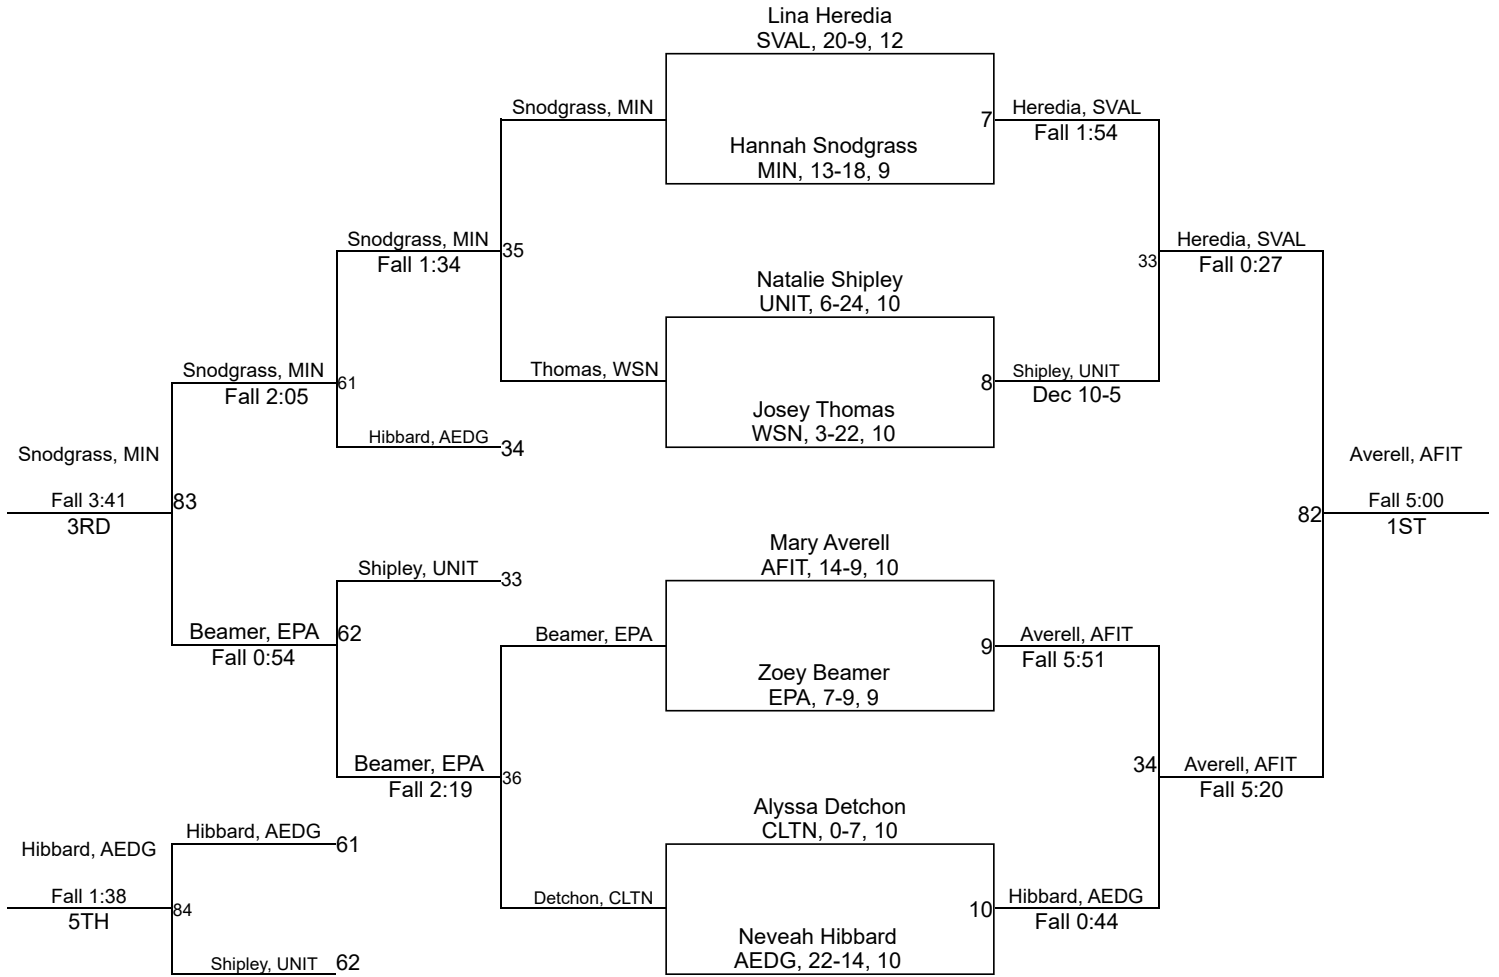 Lina Heredia
SVAL, 20-9, 12
Snodgrass, MIN
7
Heredia, SVAL
Fall 1:54
Hannah Snodgrass
MIN, 13-18, 9
Snodgrass, MIN
Fall 1:34
35
33
Heredia, SVAL
Fall 0:27
Natalie Shipley
UNIT, 6-24, 10
Snodgrass, MIN
Fall 2:05
61
Thomas, WSN
8
Shipley, UNIT
Dec 10-5
Josey Thomas
WSN, 3-22, 10
Hibbard, AEDG
34
Snodgrass, MIN
Fall 3:41
3RD
83
82
Averell, AFIT
Fall 5:00
1ST
Mary Averell
AFIT, 14-9, 10
Shipley, UNIT
33
Beamer, EPA
Fall 0:54
62
Beamer, EPA
9
Averell, AFIT
Fall 5:51
Zoey Beamer
EPA, 7-9, 9
Beamer, EPA
Fall 2:19
36
34
Averell, AFIT
Fall 5:20
Alyssa Detchon
CLTN, 0-7, 10
Hibbard, AEDG
61
Hibbard, AEDG
Fall 1:38
5TH
84
Detchon, CLTN
10
Hibbard, AEDG
Fall 0:44
Neveah Hibbard
AEDG, 22-14, 10
Shipley, UNIT
62